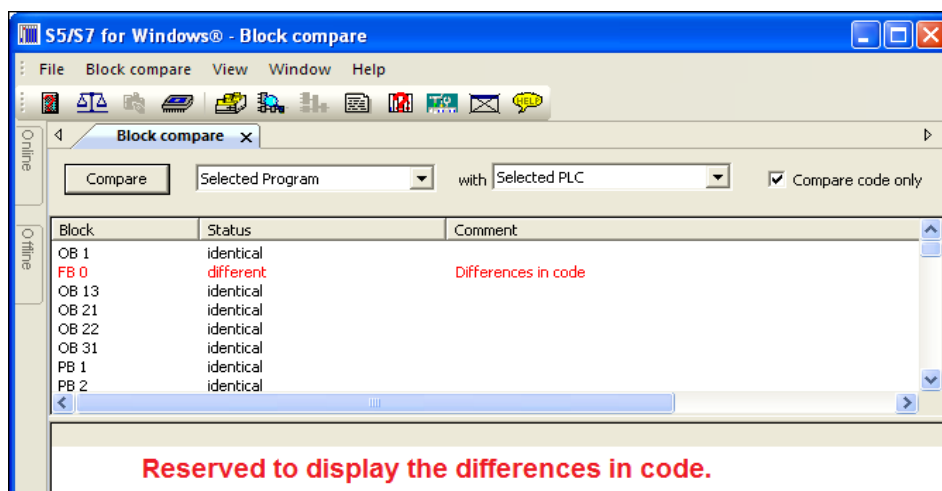 S5/S7 for Windows® - Block compare
File Block compare View Window Help
HELP
Online
Block compare x
Compare Selected Program with Selected PLC Compare code only
Offline
Block Status Comment
OB 1 identical
FB 0 different Differences in code
OB 13 identical
OB 21 identical
OB 22 identical
OB 31 identical
PB 1 identical
PB 2 identical
Reserved to display the differences in code.